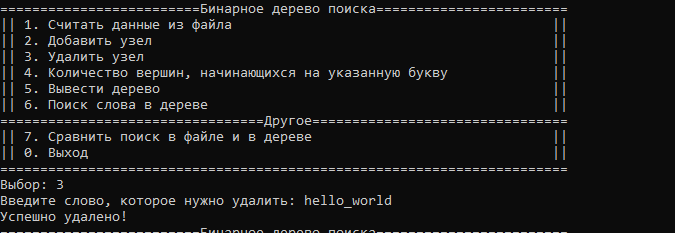 =========================Бинарное дерево поиска========================
|| 1. Считать данные из файла ||
|| 2. Добавить узел ||
|| 3. Удалить узел ||
|| 4. Количество вершин, начинающихся на указанную букву ||
|| 5. Вывести дерево ||
|| 6. Поиск слова в дереве ||
=================================Другое================================
|| 7. Сравнить поиск в файле и в дереве ||
|| 0. Выход ||
=======================================================================
Выбор: 3
Введите слово, которое нужно удалить: hello_world
Успешно удалено!
=========================Бинарное дерево поиска========================